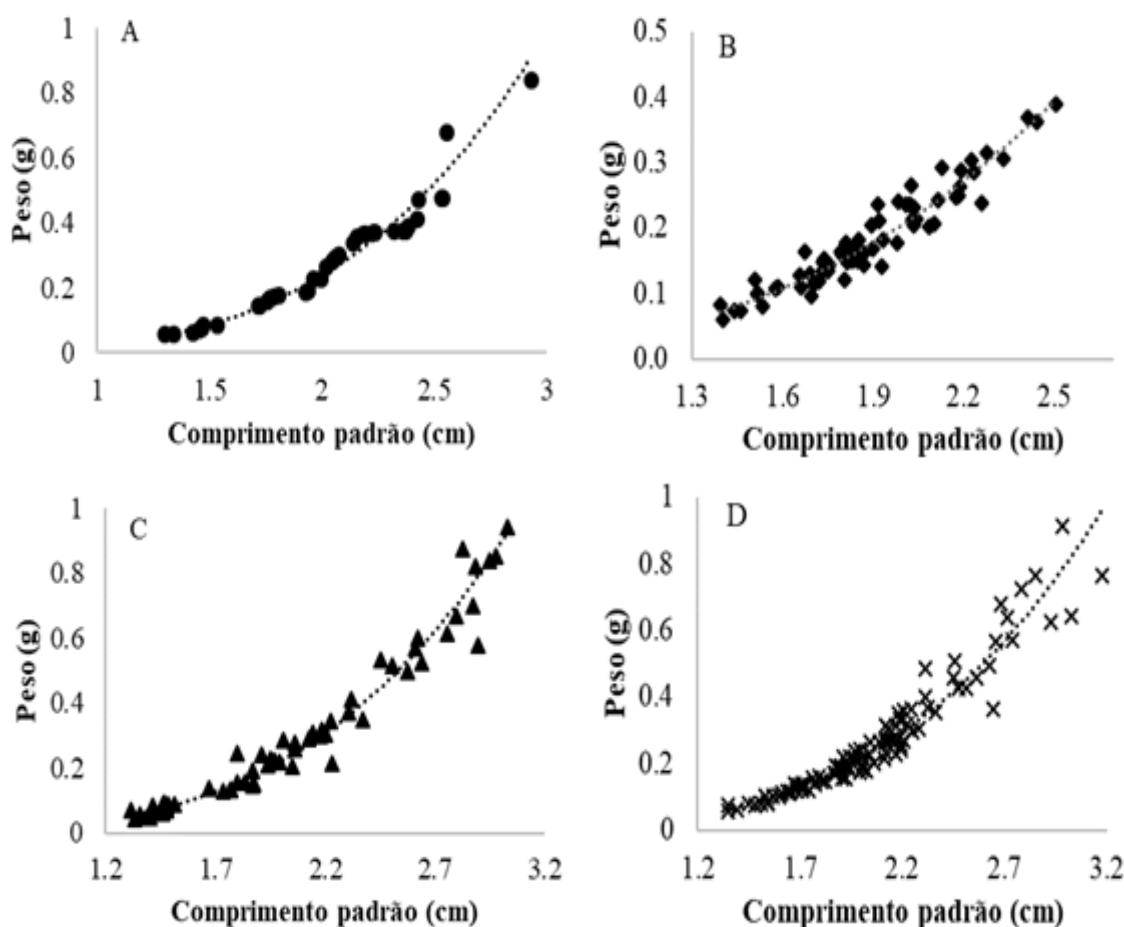 A
Peso (g)
1
0.8
0.6
0.4
0.2
0
1 1.5 2 2.5 3
Comprimento padrão (cm)
B
Peso (g)
0.5
0.4
0.3
0.2
0.1
0.0
1.3 1.6 1.9 2.2 2.5
Comprimento padrão (cm)
C
Peso (g)
1
0.8
0.6
0.4
0.2
0
1.2 1.7 2.2 2.7 3.2
Comprimento padrão (cm)
D
Peso (g)
1
0.8
0.6
0.4
0.2
0
1.2 1.7 2.2 2.7 3.2
Comprimento padrão (cm)